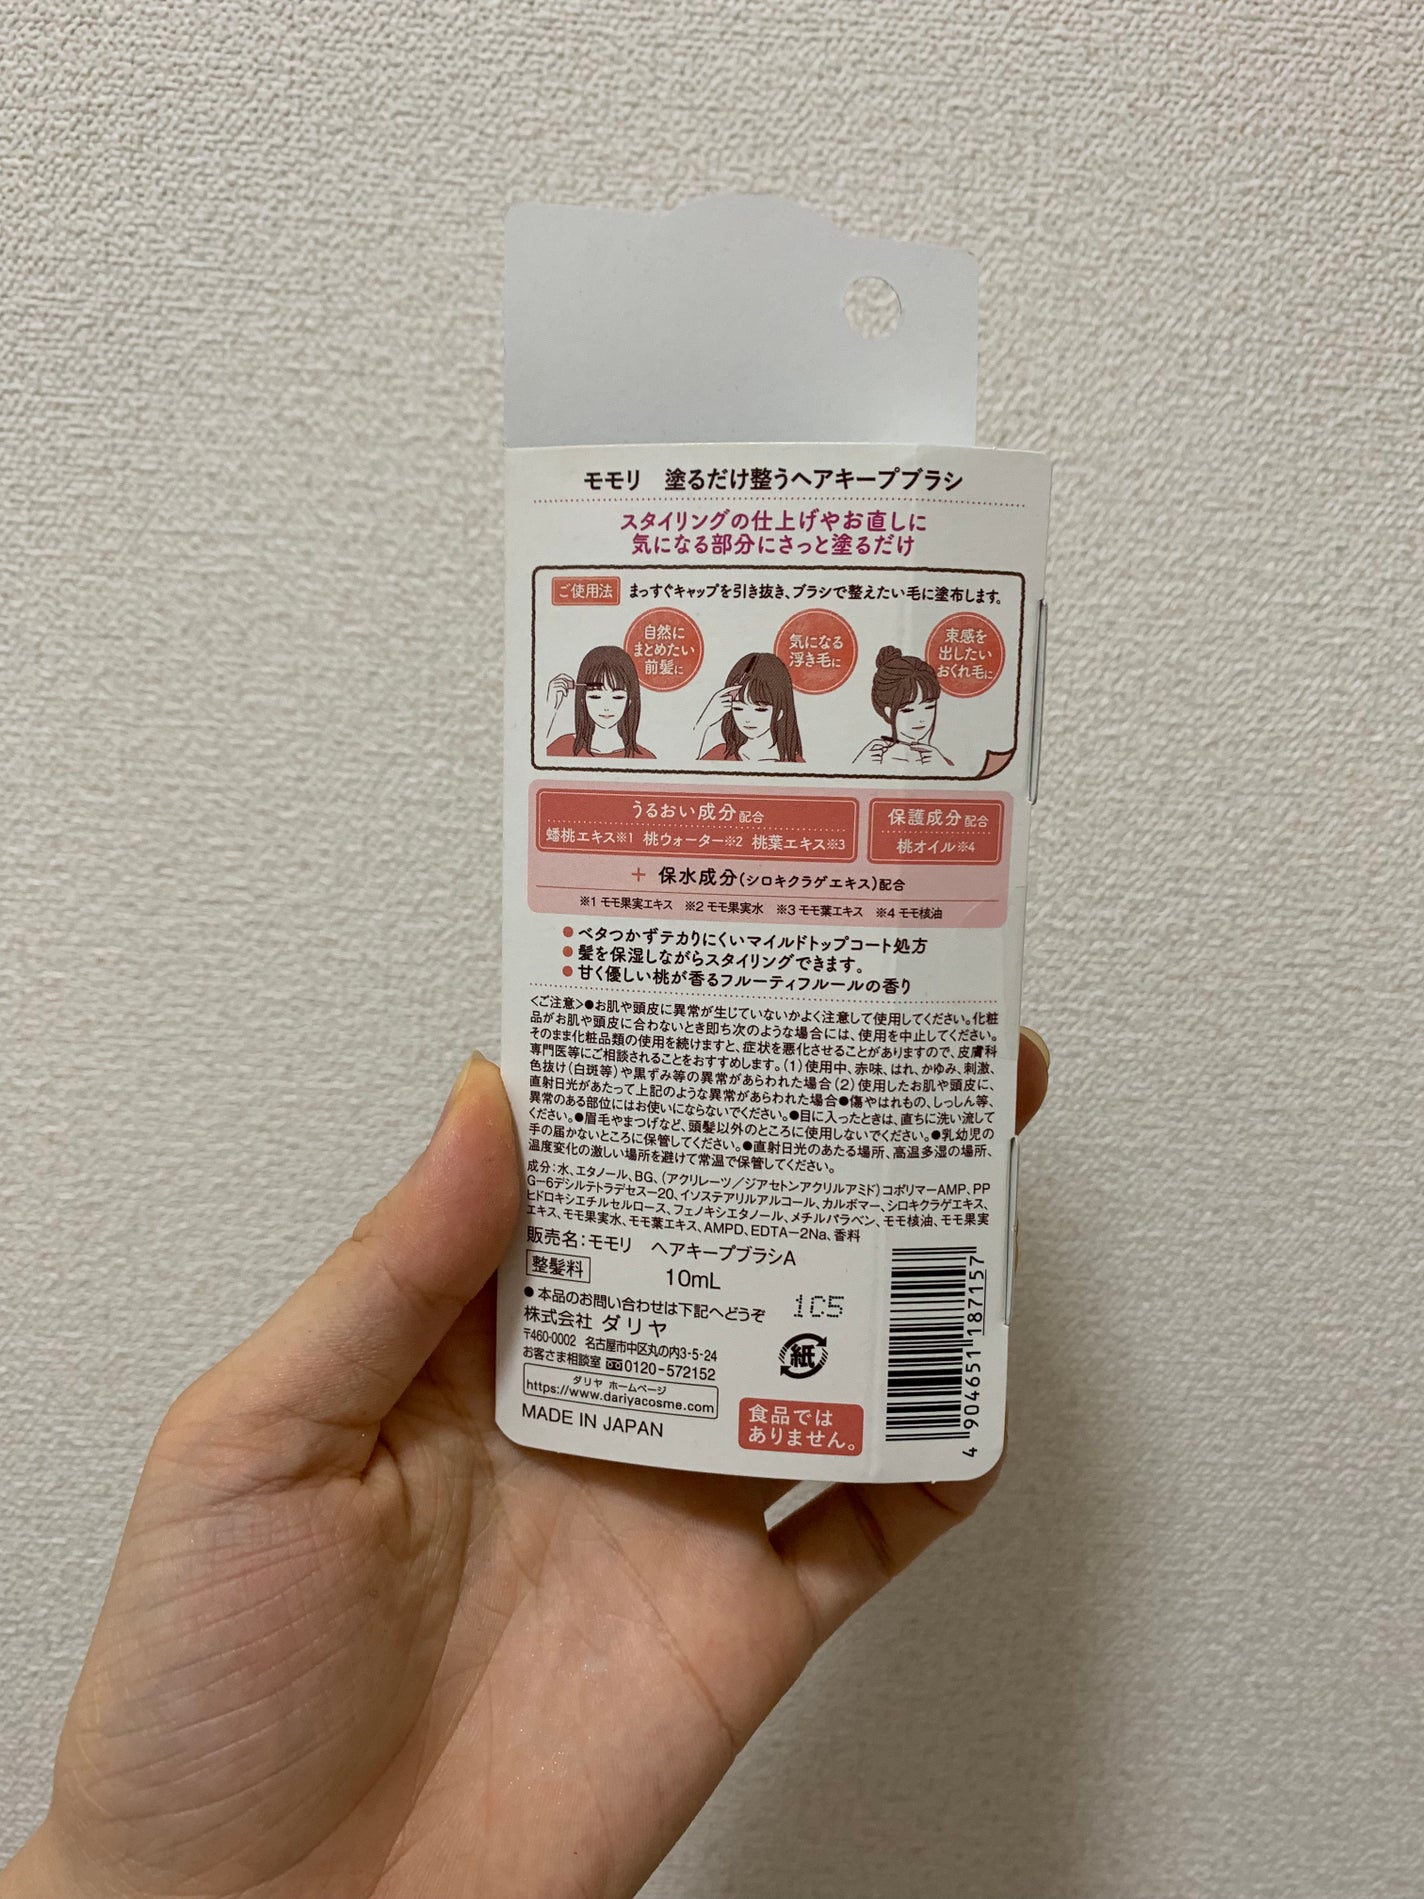 モモリ　塗るだけ整うヘアキープブラシ
スタイリングの仕上げやお直しに
気になる部分にさっと塗るだけ
ご使用法 まっすぐキャップを引き抜き、ブラシで整えたい毛に塗布します。
自然に
まとめたい
前髪に
気になる
浮き毛に
束感を
出したい
おくれ毛に
うるおい成分配合
蟠桃エキス※1 桃ウォーター※2 桃葉エキス※3
保護成分配合
桃オイル※4
＋ 保水成分(シロキクラゲエキス)配合
※1 モモ果実エキス ※2 モモ果実水 ※3 モモ葉エキス ※4 モモ核油
●ベタつかずテカりにくいマイルドトップコート処方
●髪を保湿しながらスタイリングできます。
●甘く優しい桃が香るフルーティフルールの香り
<ご注意>●お肌や頭皮に異常が生じていないかよく注意して使用してください。化粧
品がお肌や頭皮に合わないとき即ち次のような場合には、使用を中止してください。
そのまま化粧品類の使用を続けますと、症状を悪化させることがありますので、皮膚科
専門医等にご相談されることをおすすめします。(1)使用中、赤味、はれ、かゆみ、刺激、
色抜け(白斑等)や黒ずみ等の異常があらわれた場合(2)使用したお肌や頭皮に、
直射日光があたって上記のような異常があらわれた場合●傷やはれもの、しっしん等、
異常のある部位にはお使いにならないでください。●目に入ったときは、直ちに洗い流して
ください。●眉毛やまつげなど、頭髪以外のところに使用しないでください。●乳幼児の
手の届かないところに保管してください。●直射日光のあたる場所、高温多湿の場所、
温度変化の激しい場所を避けて常温で保管してください。
成分：水、エタノール、BG、(アクリレーツ／ジアセトンアクリルアミド)コポリマーAMP、PP
G−6デシルテトラデセス−20、イソステアリルアルコール、カルボマー、シロキクラゲエキス、
ヒドロキシエチルセルロース、フェノキシエタノール、メチルパラベン、モモ核油、モモ果実
エキス、モモ果実水、モモ葉エキス、AMPD、EDTA−2Na、香料
販売名：モモリ　ヘアキープブラシA
整髪料 10mL
●本品のお問い合わせは下記へどうぞ
1C5
株式会社 ダリヤ
〒460-0002 名古屋市中区丸の内3-5-24
お客さま相談室 0120-572152
ダリヤ ホームページ
https://www.dariyacosme.com
MADE IN JAPAN
紙
食品では
ありません。
4 904651 187157